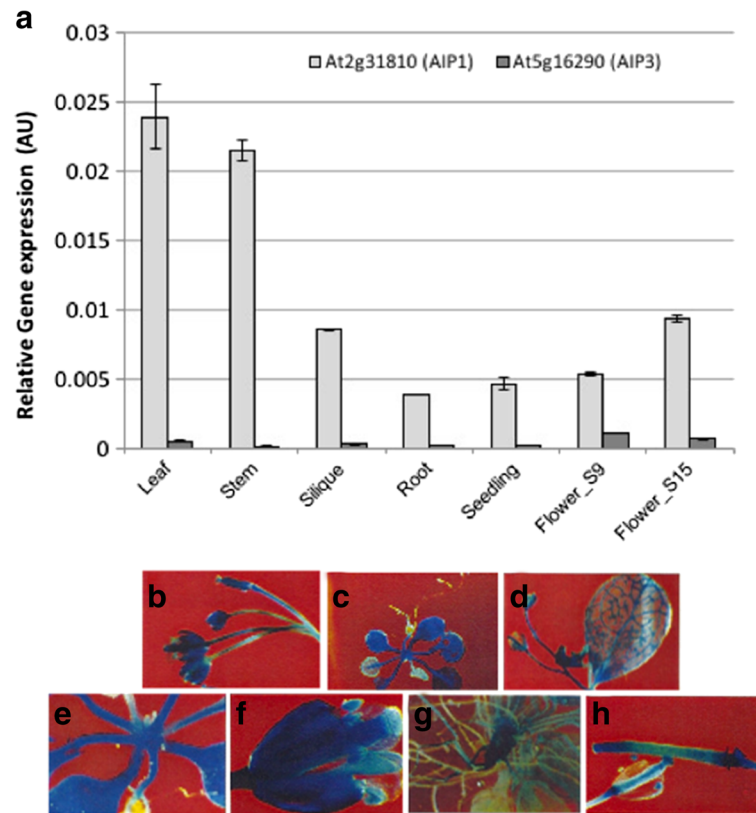 a
0.03
0.025
0.02
0.015
0.01
0.005
0
Relative Gene expression (AU)
At2g31810 (AIP1) At5g16290 (AIP3)
Leaf
Stem
Silique
Root
Seedling
Flower_S9
Flower_S15
b
c
d
e
f
g
h